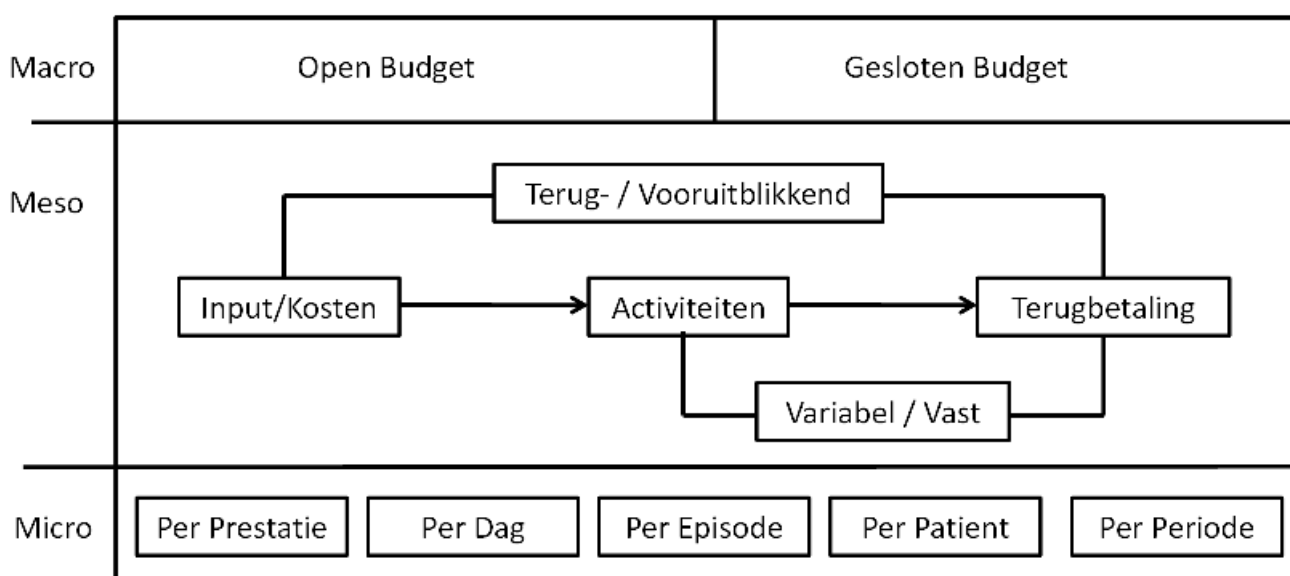 Macro
Open Budget
Gesloten Budget
Meso
Terug- / Vooruitblikkend
Input/Kosten
Activiteiten
Terugbetaling
Variabel / Vast
Micro
Per Prestatie
Per Dag
Per Episode
Per Patient
Per Periode